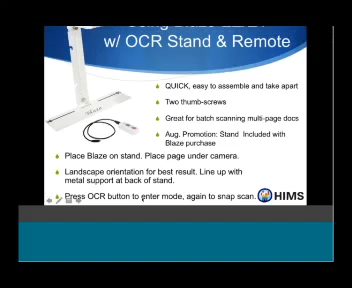 w/ OCR Stand & Remote
QUICK, easy to assemble and take apart
Two thumb-screws
Great for batch scanning multi-page docs
Aug. Promotion: Stand Included with
Blaze purchase
Place Blaze on stand. Place page under camera.
Landscape orientation for best result. Line up with
metal support at back of stand.
Press OCR button to enter mode, again to snap scan.
HIMS